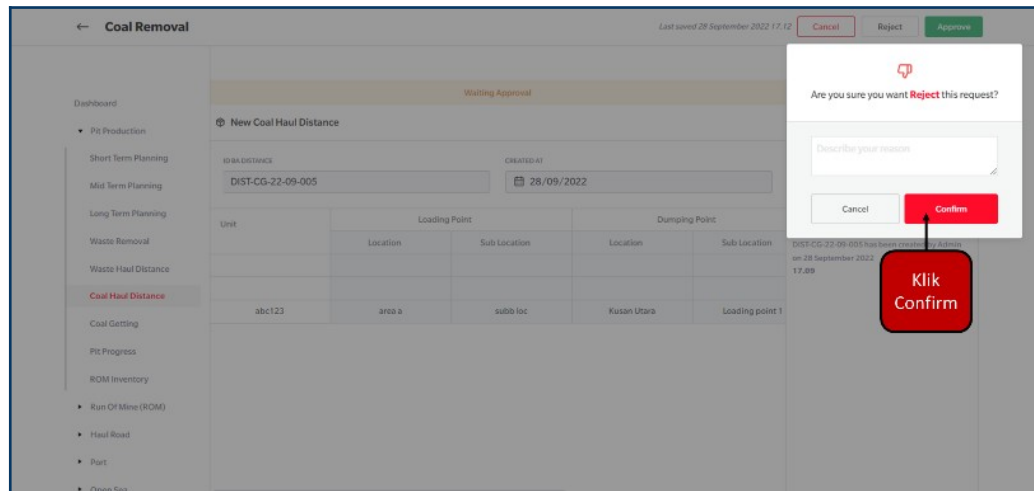 ← Coal Removal
Last saved 28 September 2022 17.12
Cancel
Reject
Approve
Are you sure you want Reject this request?
Describe your reason
Cancel
Confirm
Klik
Confirm
Dashboard
Pit Production
Short Term Planning
Mid Term Planning
Long Term Planning
Waste Removal
Waste Haul Distance
Coal Haul Distance
Coal Getting
Pit Progress
ROM Inventory
Run Of Mine (ROM)
Haul Road
Port
Open Sea
Waiting Approval
New Coal Haul Distance
ID BA DISTANCE
CREATED AT
DIST-CG-22-09-005
28/09/2022
Unit
Loading Point
Dumping Point
Location
Sub Location
Location
Sub Location
abc123
area a
subb loc
Kusan Utara
Loading point 1
DIST-CG-22-09-005 has been created by Admin
on 28 September 2022
17.09